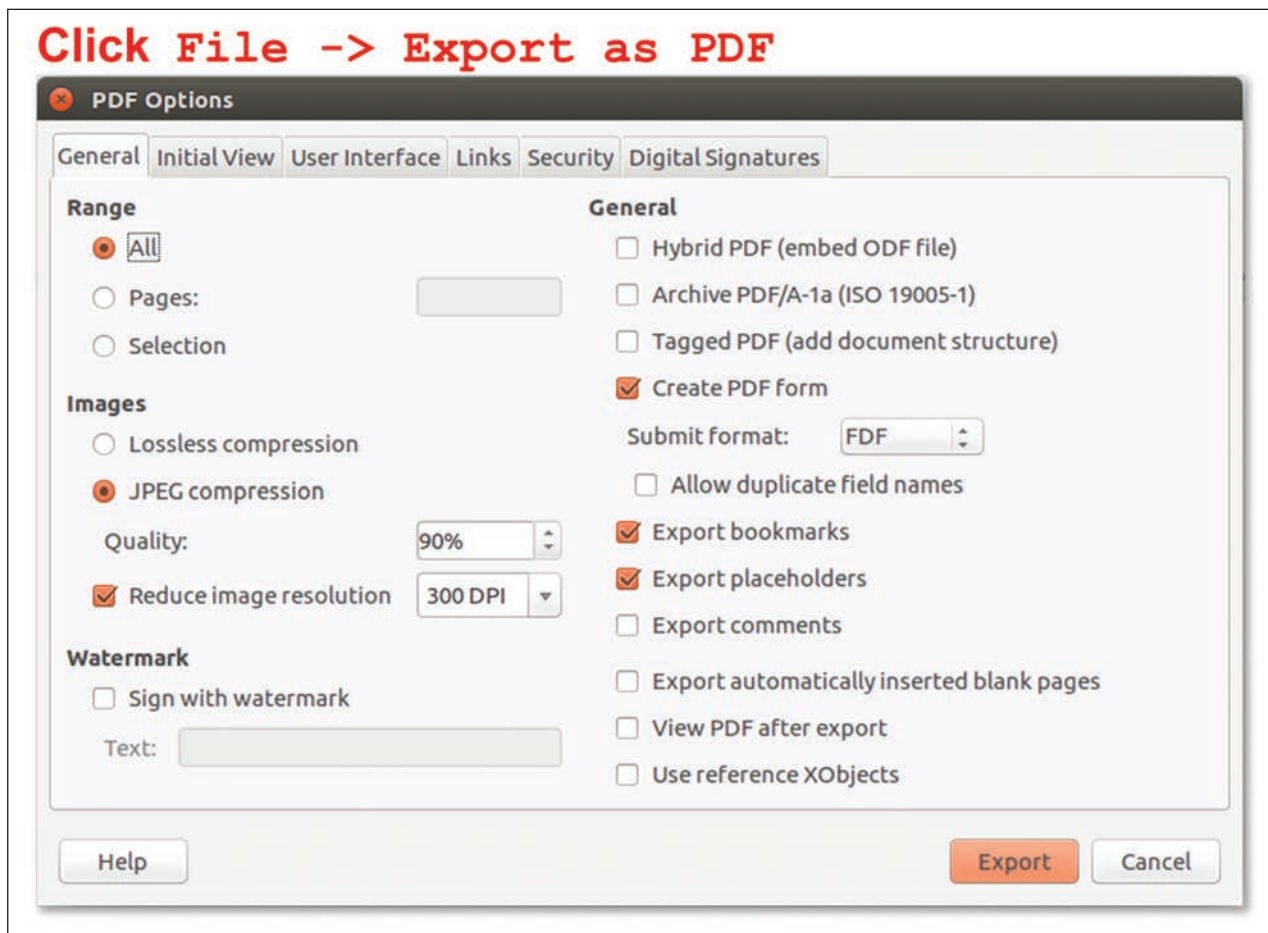 Click File -> Export as PDF
PDF Options
General Initial View User Interface Links Security Digital Signatures
Range
All
Pages:
Selection
Images
Lossless compression
JPEG compression
Quality: 90%
Reduce image resolution 300 DPI
Watermark
Sign with watermark
Text:
General
Hybrid PDF (embed ODF file)
Archive PDF/A-1a (ISO 19005-1)
Tagged PDF (add document structure)
Create PDF form
Submit format: FDF
Allow duplicate field names
Export bookmarks
Export placeholders
Export comments
Export automatically inserted blank pages
View PDF after export
Use reference XObjects
Help Export Cancel